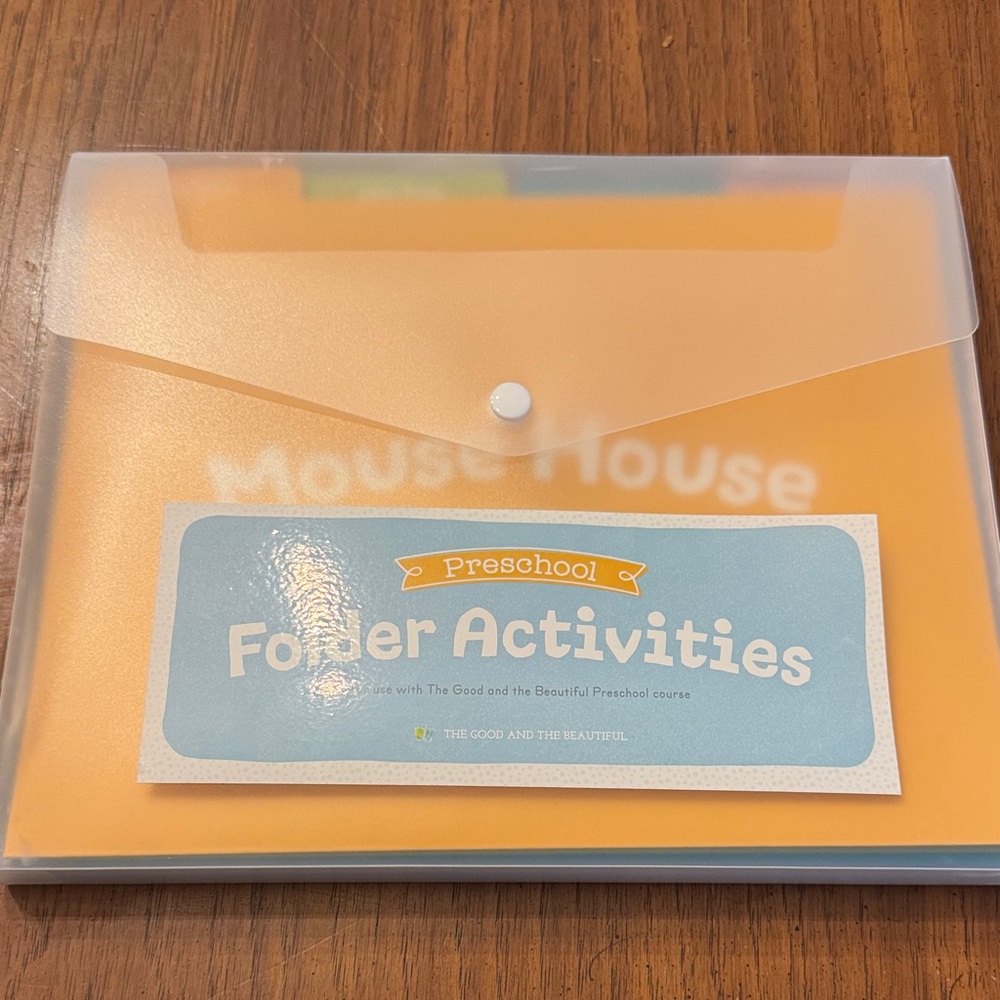 Mouse House
Preschool
Folder Activities
use with The Good and the Beautiful Preschool course
THE GOOD AND THE BEAUTIFUL